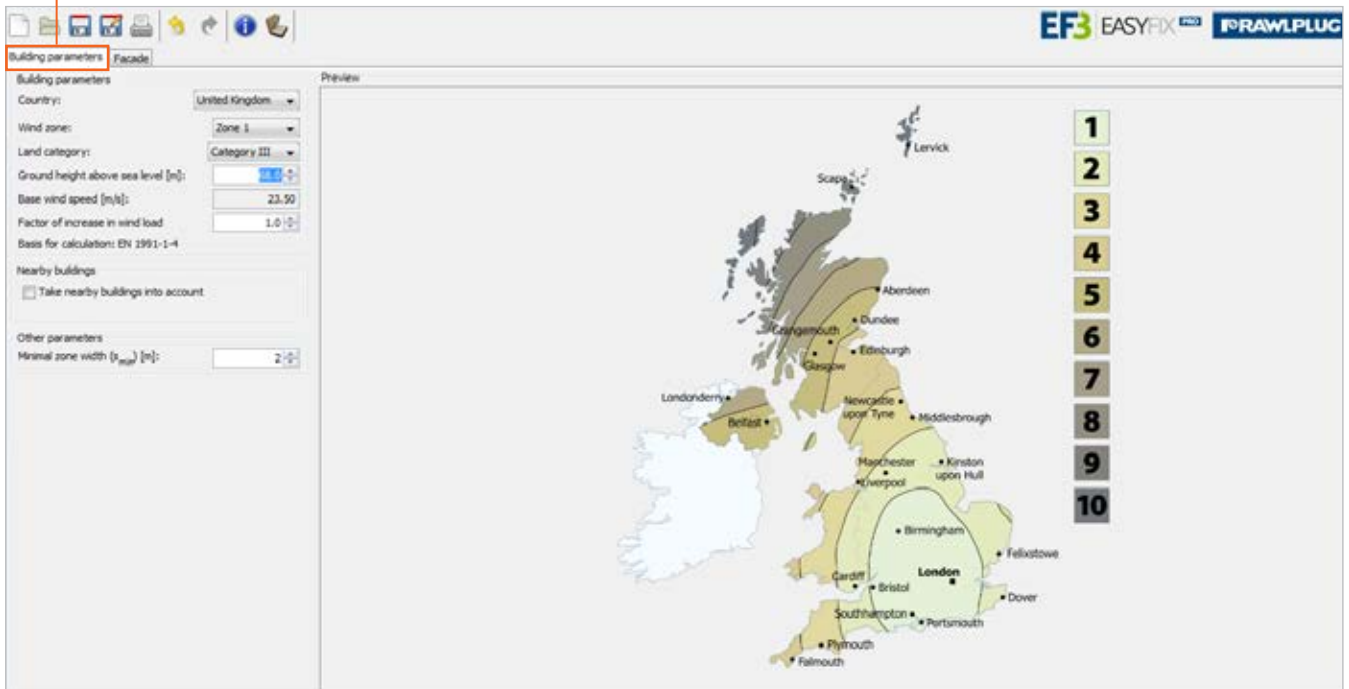 EF3 EASYFIX PRO RAWLPLUG
Building parameters Facade
Building parameters
Country: United Kingdom
Wind zone: Zone 1
Land category: Category III
Ground height above sea level [m]:
Base wind speed [m/s]: 23.50
Factor of increase in wind load 1.0
Basis for calculation: EN 1991-1-4
Nearby buildings
Take nearby buildings into account
Other parameters
Minimal zone width (smin) [m]: 2
Preview
Lervick
Scapa
Aberdeen
Dundee
Grangemouth
Edinburgh
Glasgow
Londonderry
Newcastle
upon Tyne
Belfast
Middlesbrough
Manchester
Kinston
upon Hull
Liverpool
Birmingham
Felixstowe
Cardiff
London
Bristol
Dover
Southhampton
Portsmouth
Plymouth
Falmouth
1
2
3
4
5
6
7
8
9
10